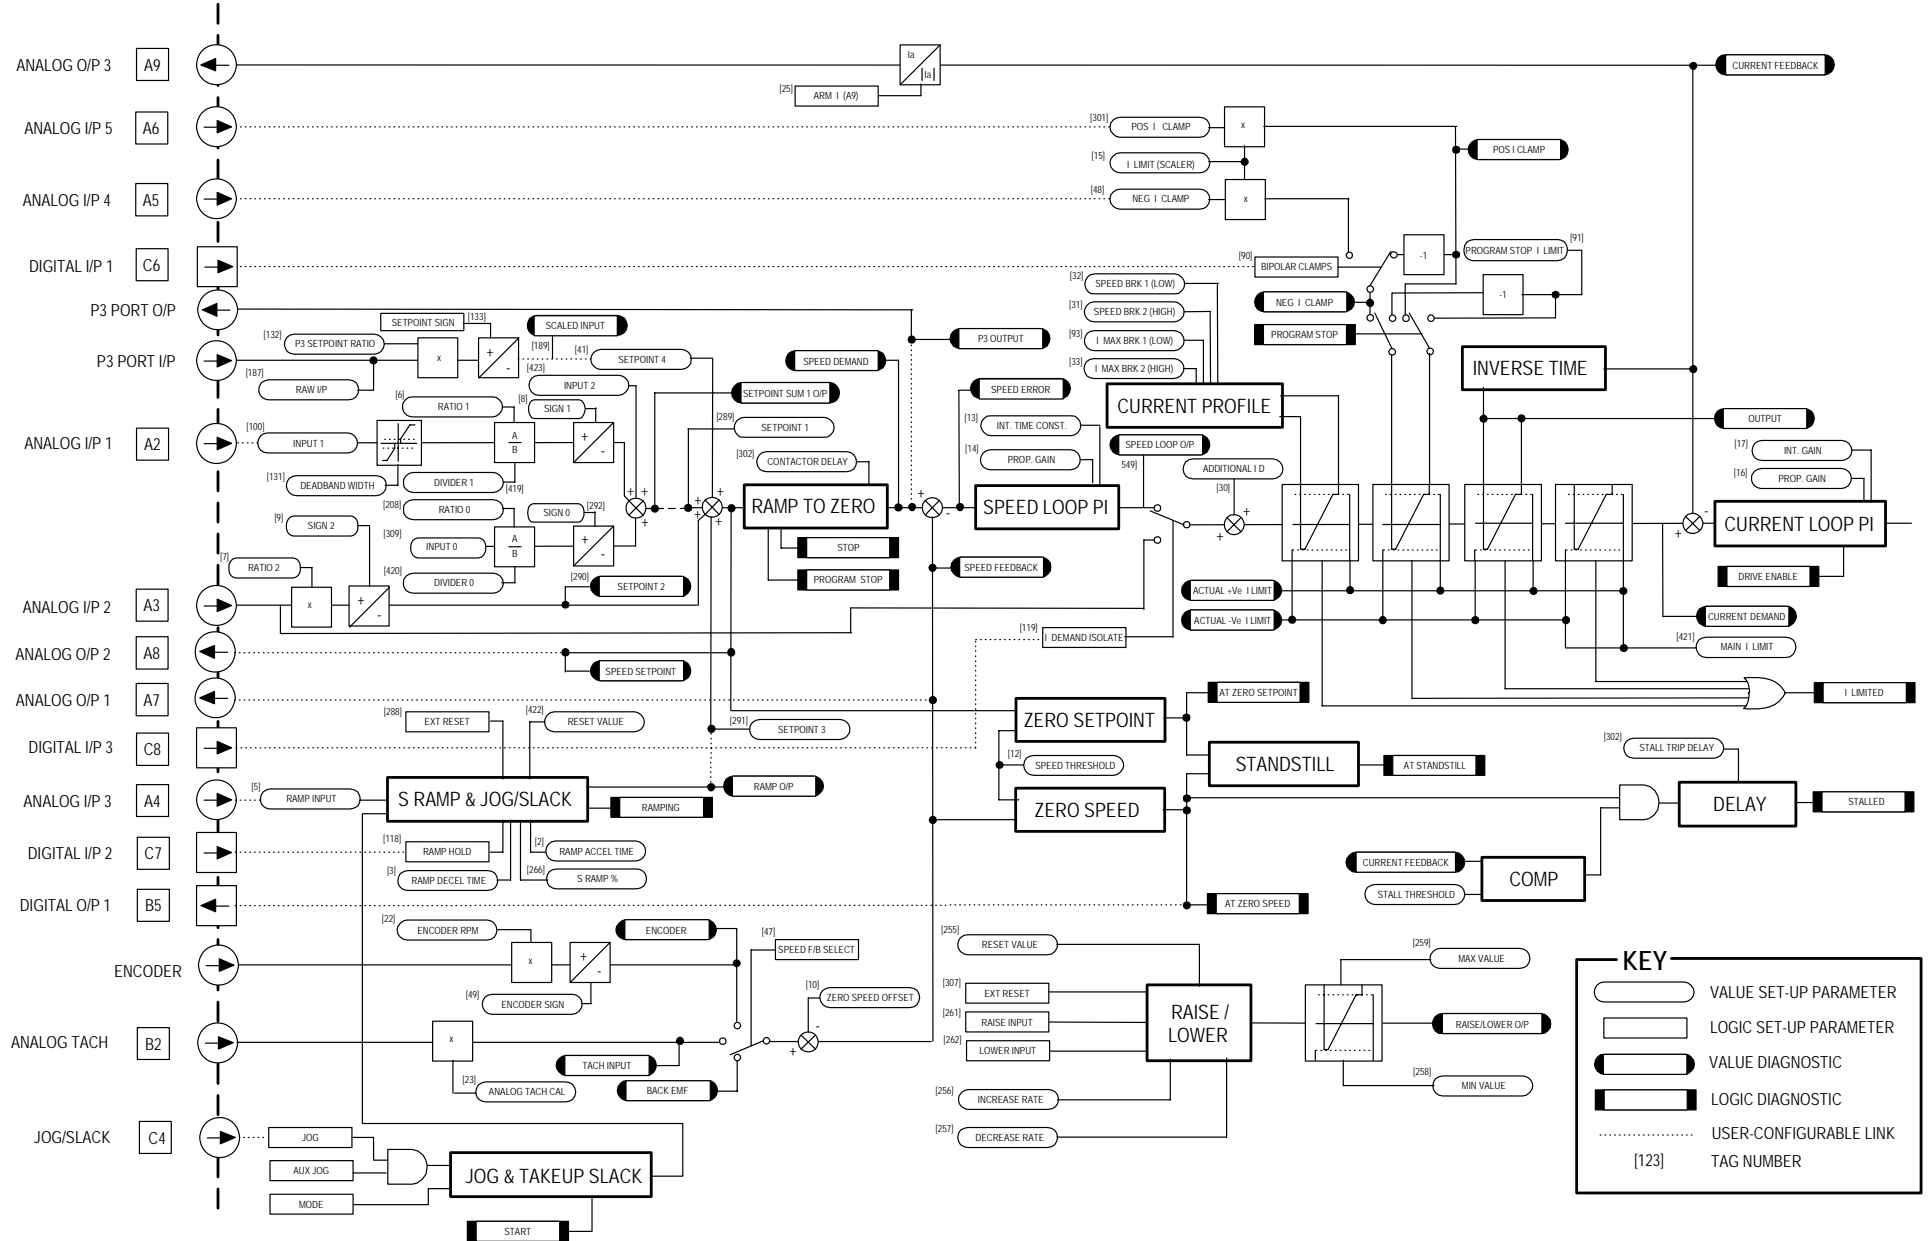 ANALOG O/P 3 A9
Ia
|Ia|
CURRENT FEEDBACK
[25] ARM I (A9)
ANALOG I/P 5 A6
[301] POS I CLAMP x
POS I CLAMP
[15] I LIMIT (SCALER)
ANALOG I/P 4 A5
[48] NEG I CLAMP x
DIGITAL I/P 1 C6
[90] BIPOLAR CLAMPS
-1
PROGRAM STOP I LIMIT [91]
-1
NEG I CLAMP
PROGRAM STOP
[32] SPEED BRK 1 (LOW)
[31] SPEED BRK 2 (HIGH)
[93] I MAX BRK 1 (LOW)
[33] I MAX BRK 2 (HIGH)
CURRENT PROFILE
INVERSE TIME
P3 PORT O/P
SETPOINT SIGN [133]
SCALED INPUT
[132] P3 SETPOINT RATIO
x
+
-
[189]
[41] SETPOINT 4
P3 OUTPUT
P3 PORT I/P
[187] RAW I/P
[423] INPUT 2
SPEED DEMAND
SETPOINT SUM 1 O/P
SPEED ERROR
[6] RATIO 1
[8] SIGN 1
[289] SETPOINT 1
[13] INT. TIME CONST.
SPEED LOOP O/P
549]
OUTPUT
ANALOG I/P 1 A2
[100] INPUT 1
A
B
+
-
[302] CONTACTOR DELAY
[14] PROP. GAIN
ADDITIONAL I D
[30]
[17] INT. GAIN
[16] PROP. GAIN
[131] DEADBAND WIDTH
DIVIDER 1 [419]
[208] RATIO 0
SIGN 0 [292]
+
+
+
+
+
+
+
+
RAMP TO ZERO
+
-
SPEED LOOP PI
+
+
-
+
CURRENT LOOP PI
[9] SIGN 2
[309] INPUT 0
A
B
+
-
STOP
PROGRAM STOP
SPEED FEEDBACK
DRIVE ENABLE
[7] RATIO 2
[420] DIVIDER 0
[290] SETPOINT 2
ACTUAL +Ve I LIMIT
ACTUAL -Ve I LIMIT
CURRENT DEMAND
[421] MAIN I LIMIT
ANALOG I/P 2 A3
x
+
-
[119] I DEMAND ISOLATE
ANALOG O/P 2 A8
SPEED SETPOINT
ANALOG O/P 1 A7
AT ZERO SETPOINT
I LIMITED
[288] EXT RESET
[422] RESET VALUE
[291] SETPOINT 3
ZERO SETPOINT
DIGITAL I/P 3 C8
[12] SPEED THRESHOLD
STANDSTILL
AT STANDSTILL
[302] STALL TRIP DELAY
ANALOG I/P 3 A4
[5] RAMP INPUT
S RAMP & JOG/SLACK
RAMP O/P
RAMPING
ZERO SPEED
DELAY
STALLED
DIGITAL I/P 2 C7
[118] RAMP HOLD
[2] RAMP ACCEL TIME
[3] RAMP DECEL TIME
[266] S RAMP %
CURRENT FEEDBACK
STALL THRESHOLD
COMP
DIGITAL O/P 1 B5
AT ZERO SPEED
[22] ENCODER RPM
ENCODER
[47] SPEED F/B SELECT
ENCODER
x
+
-
[49] ENCODER SIGN
[10] ZERO SPEED OFFSET
-
+
ANALOG TACH B2
x
TACH INPUT
BACK EMF
[23] ANALOG TACH CAL
[255] RESET VALUE
[307] EXT RESET
[261] RAISE INPUT
[262] LOWER INPUT
[256] INCREASE RATE
[257] DECREASE RATE
RAISE /
LOWER
[259] MAX VALUE
RAISE/LOWER O/P
[258] MIN VALUE
JOG/SLACK C4
JOG
AUX JOG
MODE
JOG & TAKEUP SLACK
START
KEY
VALUE SET-UP PARAMETER
LOGIC SET-UP PARAMETER
VALUE DIAGNOSTIC
LOGIC DIAGNOSTIC
USER-CONFIGURABLE LINK
[123] TAG NUMBER